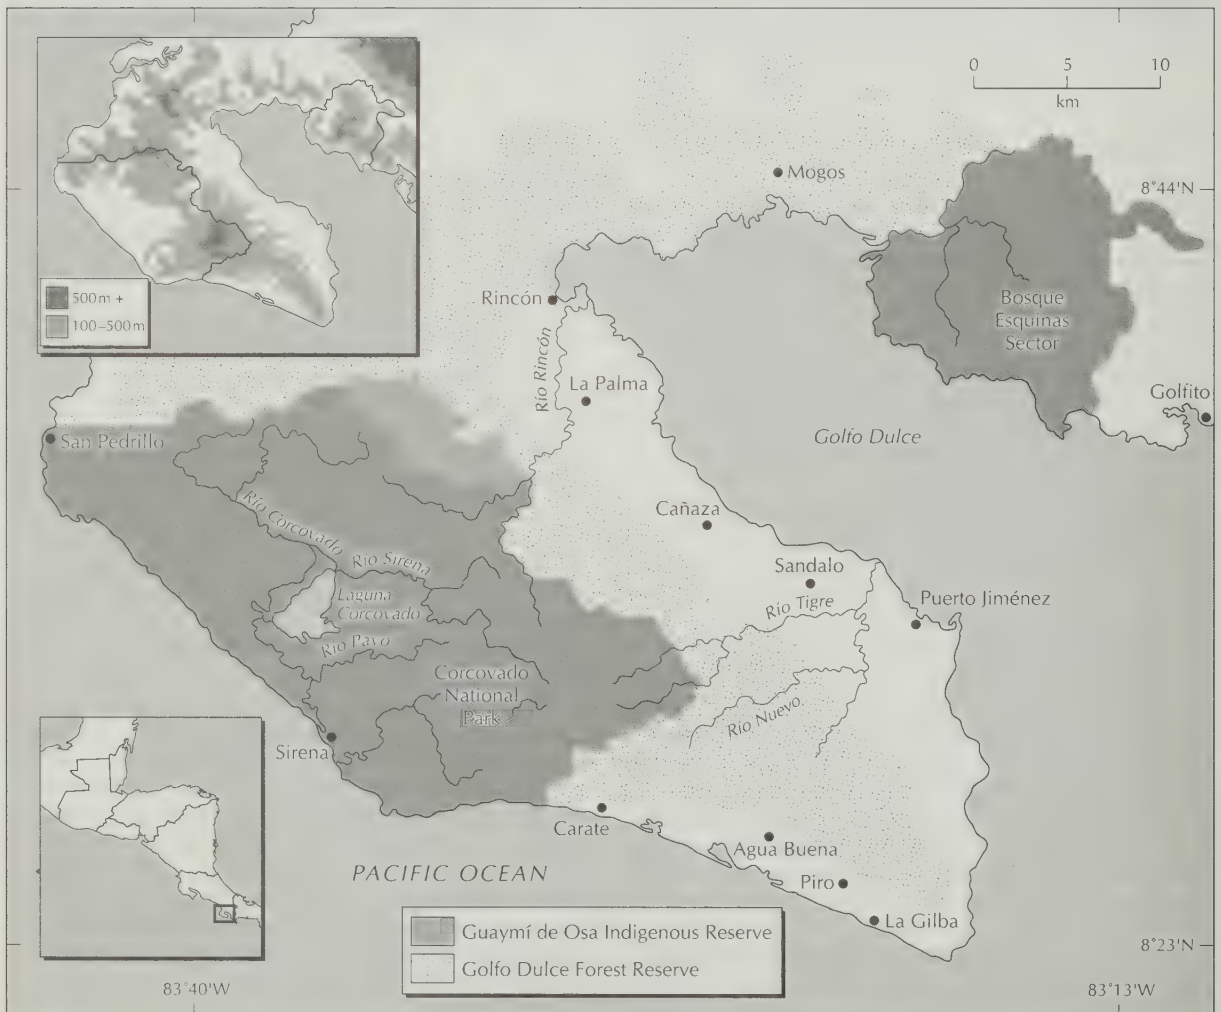 0 5 10
km
Mogos
8°44'N
500m +
100–500m
Rincón
Río Rincón
La Palma
Bosque
Esquinas
Sector
Golfito
San Pedrillo
Golfo Dulce
Río Corcovado
Río Sirena
Cañaza
Laguna
Corcovado
Sandalo
Río Tigre
Puerto Jiménez
Río Pavo
Corcovado
National
Park
Río Nuevo
Sirena
Carate
Agua Buena
PACIFIC OCEAN
Piro
La Gilba
Guaymí de Osa Indigenous Reserve
Golfo Dulce Forest Reserve
8°23'N
83°40'W
83°13'W